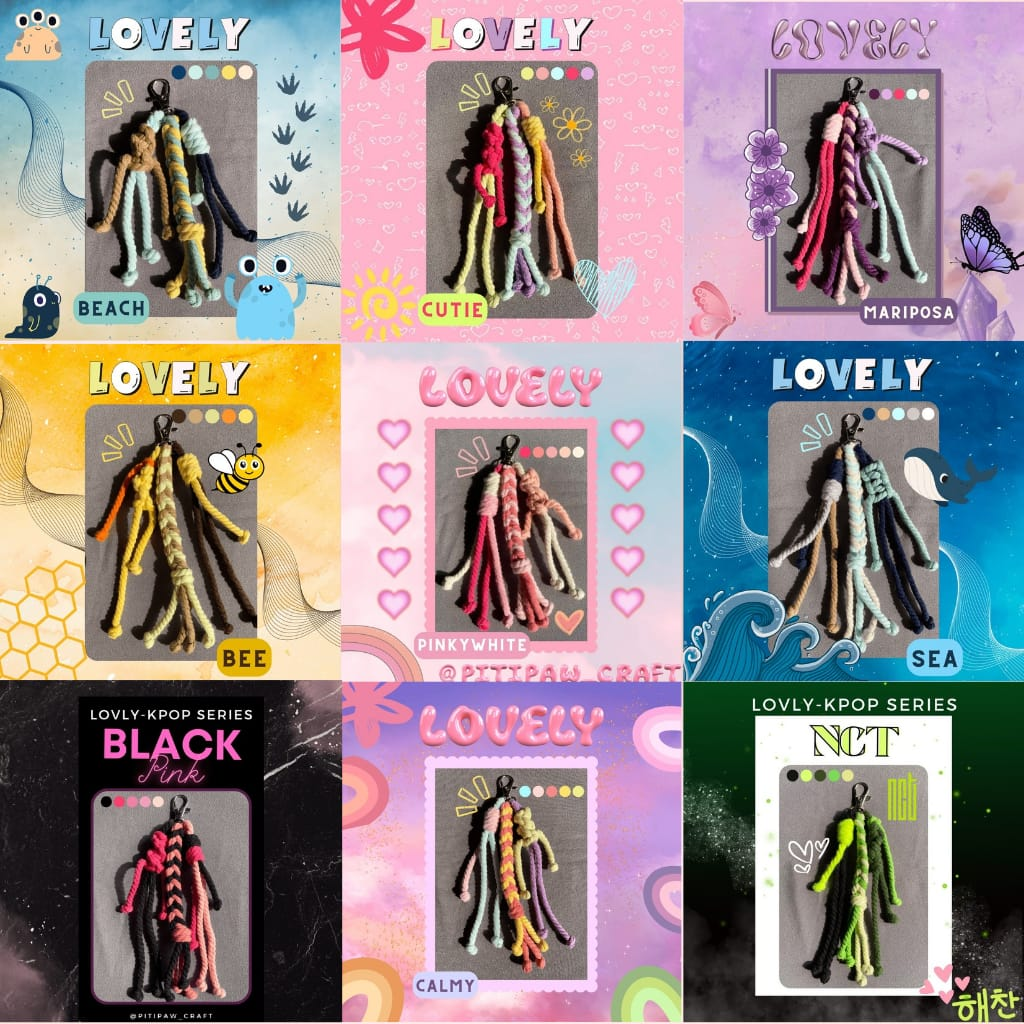 LOVELY
BEACH
LOVELY
CUTIE
LOVELY
MARIPOSA
LOVELY
BEE
LOVELY
PINKYWHITE
@PITIPAW_CRAFT
LOVELY
SEA
LOVLY-KPOP SERIES
BLACK
Pink
@PITIPAW_CRAFT
LOVELY
CALMY
LOVLY-KPOP SERIES
NCT
nct
해찬